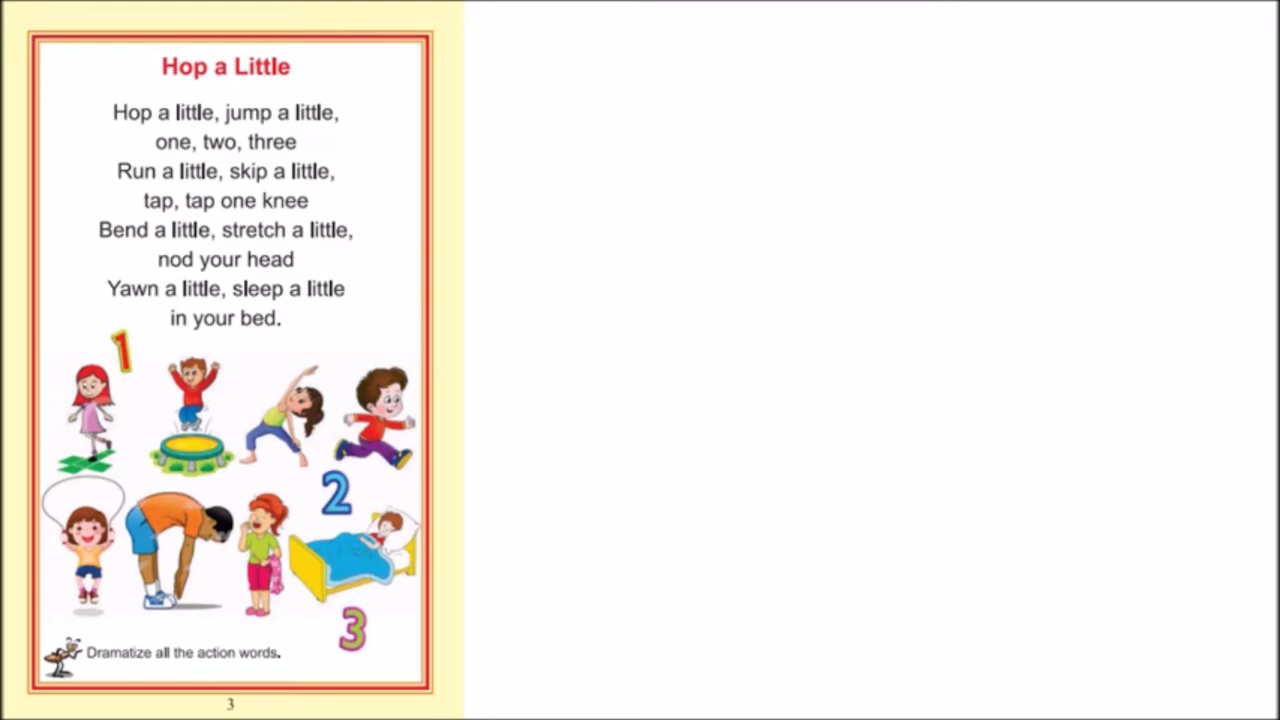 Hop a Little
Hop a little, jump a little,
one, two, three
Run a little, skip a little,
tap, tap one knee
Bend a little, stretch a little,
nod your head
Yawn a little, sleep a little
in your bed.
1
2
3
Dramatize all the action words.
3